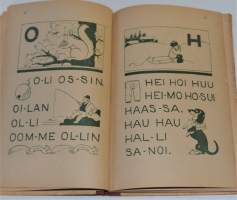 O
O-LI OS-SIN.
OI-LAN
OL-LI
OOM-ME OL-LIN
H
HEI HOI HUU
HEI-MO HO-SUI
HAAS-SA.
HAU HAU
HAL-LI
SA-NOI.